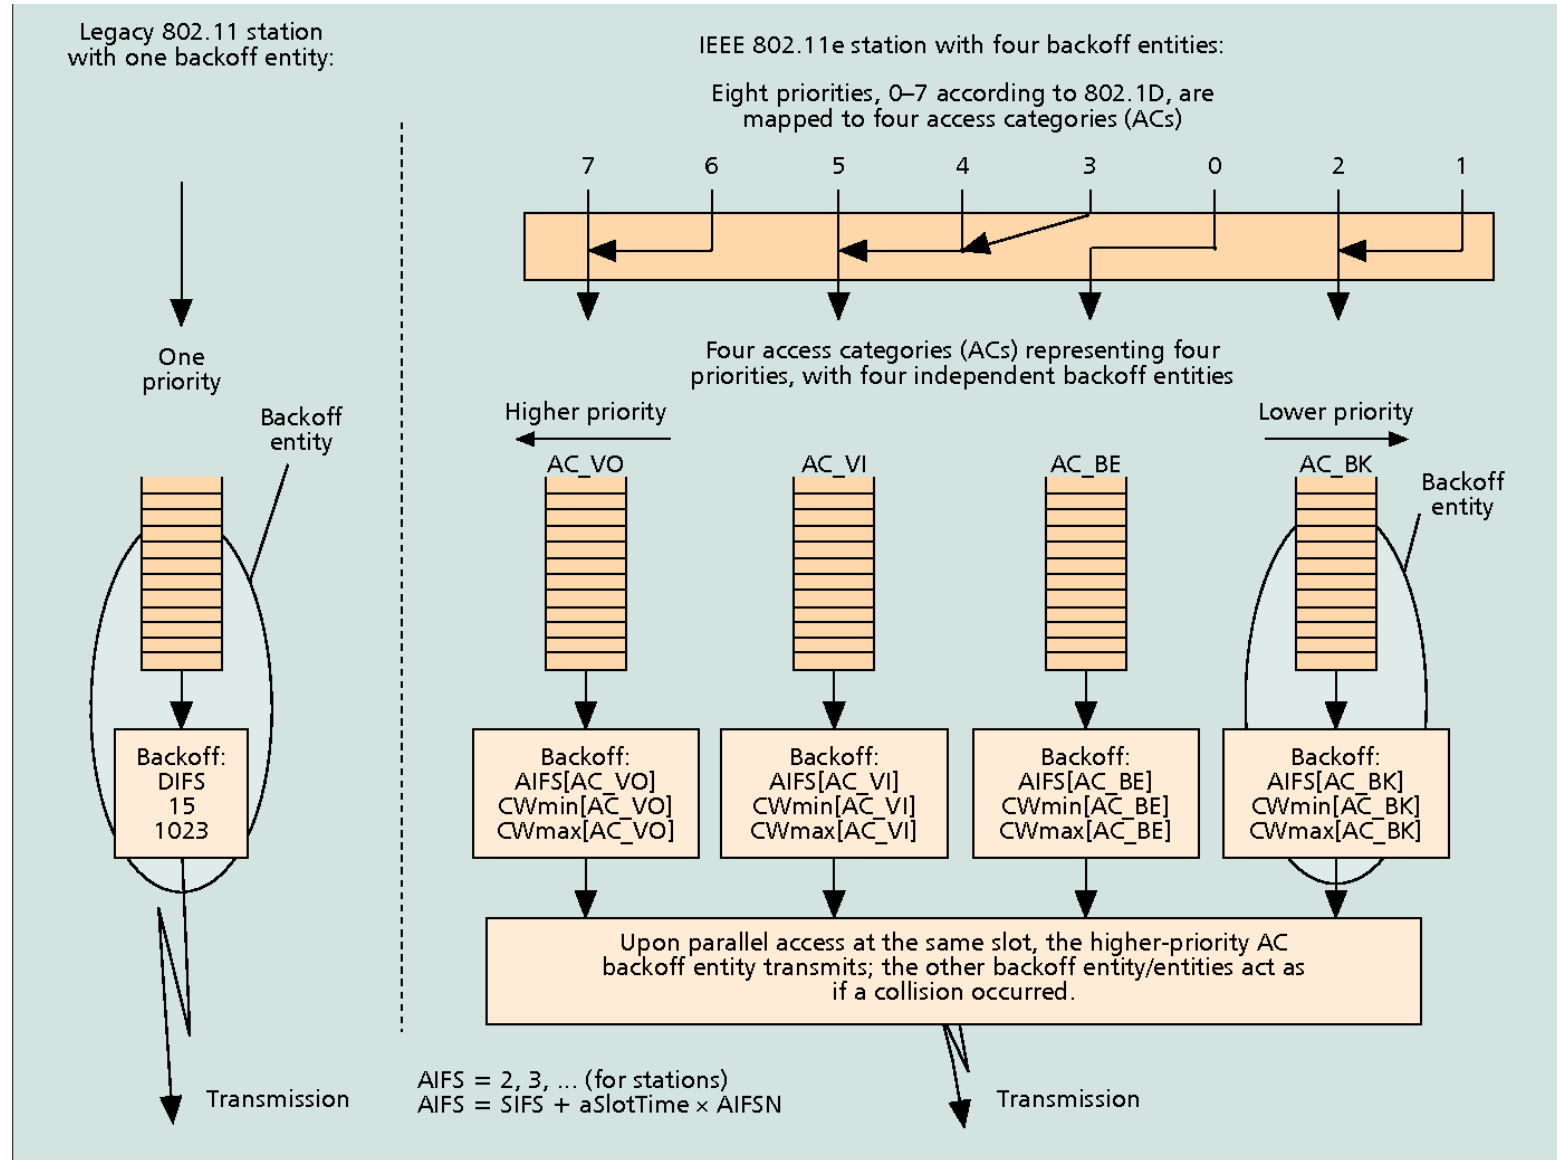 Legacy 802.11 station
with one backoff entity:
IEEE 802.11e station with four backoff entities:
Eight priorities, 0–7 according to 802.1D, are
mapped to four access categories (ACs)
7 6 5 4 3 0 2 1
One
priority
Four access categories (ACs) representing four
priorities, with four independent backoff entities
Backoff
entity
Higher priority
Lower priority
AC_VO AC_VI AC_BE AC_BK
Backoff
entity
Backoff:
DIFS
15
1023
Backoff:
AIFS[AC_VO]
CWmin[AC_VO]
CWmax[AC_VO]
Backoff:
AIFS[AC_VI]
CWmin[AC_VI]
CWmax[AC_VI]
Backoff:
AIFS[AC_BE]
CWmin[AC_BE]
CWmax[AC_BE]
Backoff:
AIFS[AC_BK]
CWmin[AC_BK]
CWmax[AC_BK]
Upon parallel access at the same slot, the higher-priority AC
backoff entity transmits; the other backoff entity/entities act as
if a collision occurred.
Transmission
AIFS = 2, 3, ... (for stations)
AIFS = SIFS + aSlotTime × AIFSN
Transmission